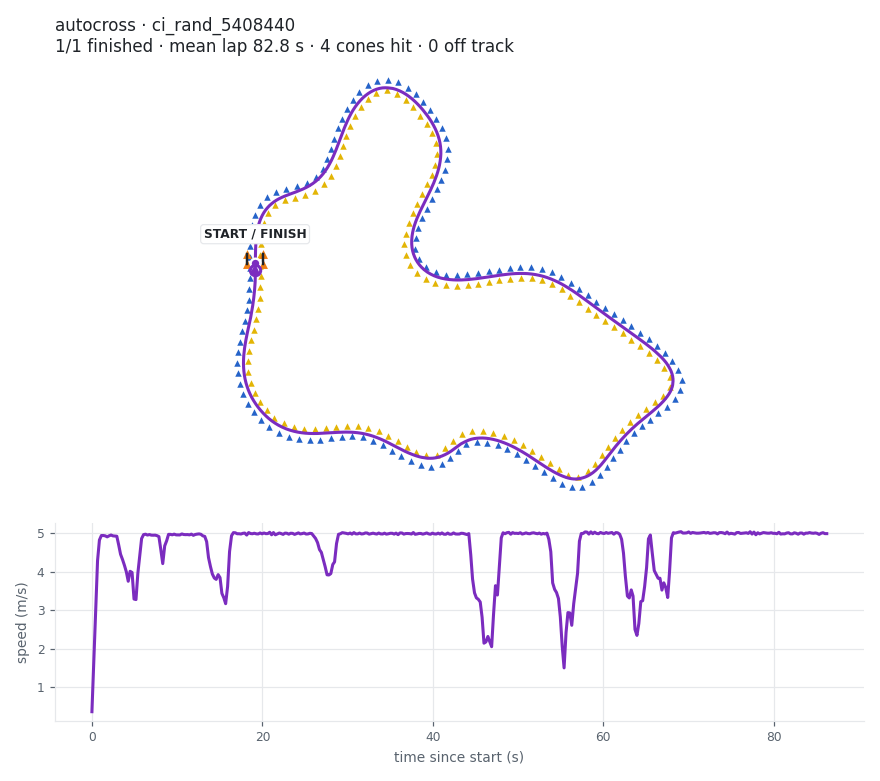 autocross · ci_rand_5408440
1/1 finished · mean lap 82.8 s · 4 cones hit · 0 off track
START / FINISH
5
4
3
2
1
speed (m/s)
0
20
40
60
80
time since start (s)